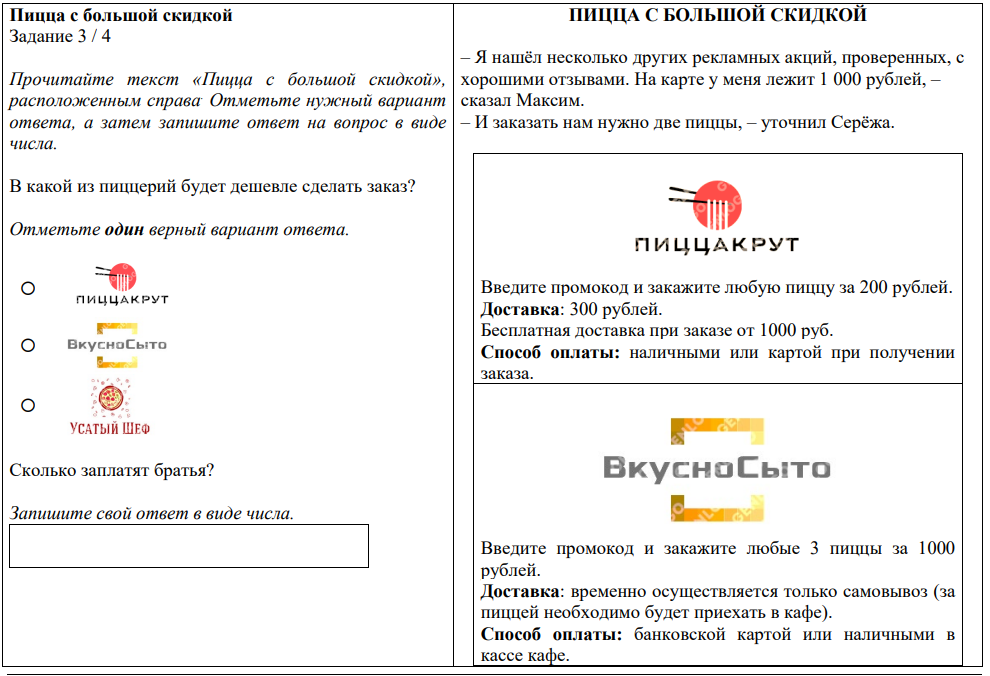 Пицца с большой скидкой
Задание 3 / 4
Прочитайте текст «Пицца с большой скидкой»,
расположенным справа Отметьте нужный вариант
ответа, а затем запишите ответ на вопрос в виде
числа.
В какой из пиццерий будет дешевле сделать заказ?
Отметьте один верный вариант ответа.
ПИЦЦАКРУТ
ВкусноСыто
Усатый Шеф
Сколько заплатят братья?
Запишите свой ответ в виде числа.
ПИЦЦА С БОЛЬШОЙ СКИДКОЙ
– Я нашёл несколько других рекламных акций, проверенных, с
хорошими отзывами. На карте у меня лежит 1 000 рублей, –
сказал Максим.
– И заказать нам нужно две пиццы, – уточнил Серёжа.
ПИЦЦАКРУТ
Введите промокод и закажите любую пиццу за 200 рублей.
Доставка: 300 рублей.
Бесплатная доставка при заказе от 1000 руб.
Способ оплаты: наличными или картой при получении
заказа.
ВкусноСыто
Введите промокод и закажите любые 3 пиццы за 1000
рублей.
Доставка: временно осуществляется только самовывоз (за
пиццей необходимо будет приехать в кафе).
Способ оплаты: банковской картой или наличными в
кассе кафе.